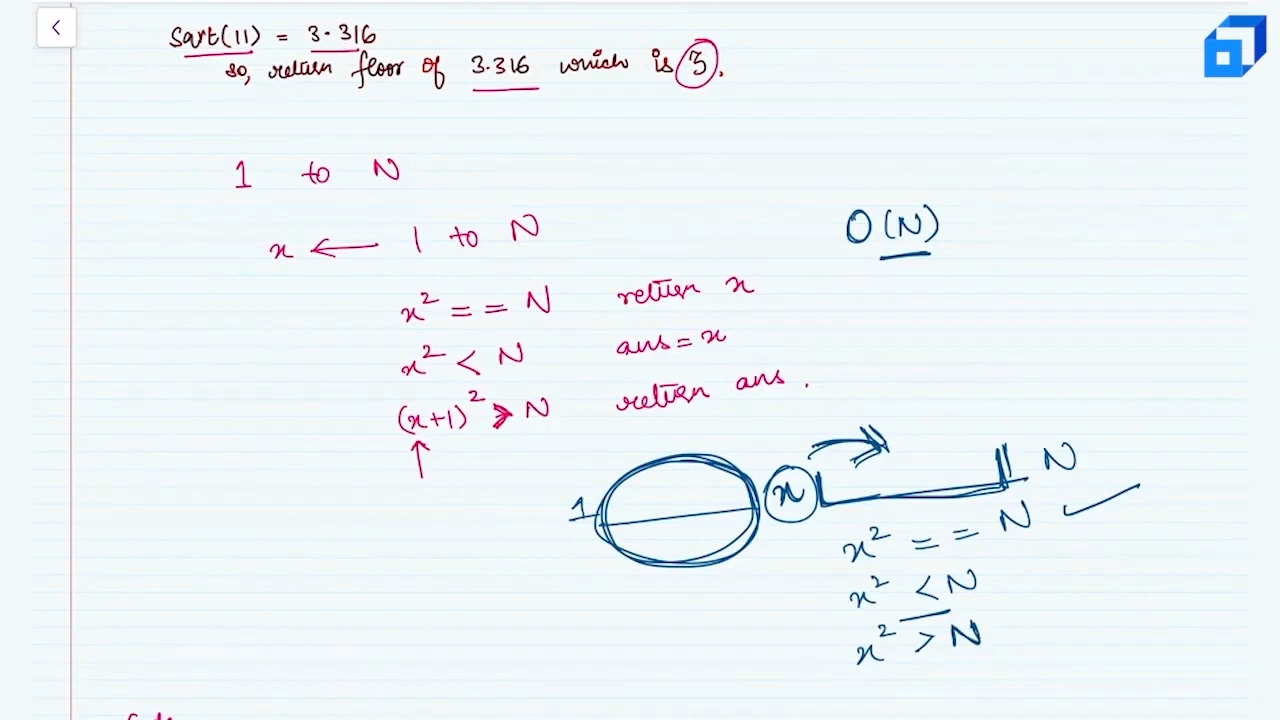 Sqrt(11) = 3.316
so, return floor of 3.316 which is 3.
1 to N
x ← 1 to N
O(N)
x² == N return x
x² < N ans = x
(x+1)² > N return ans.
↑
1 x N
x² == N ✓
x² < N
x² > N